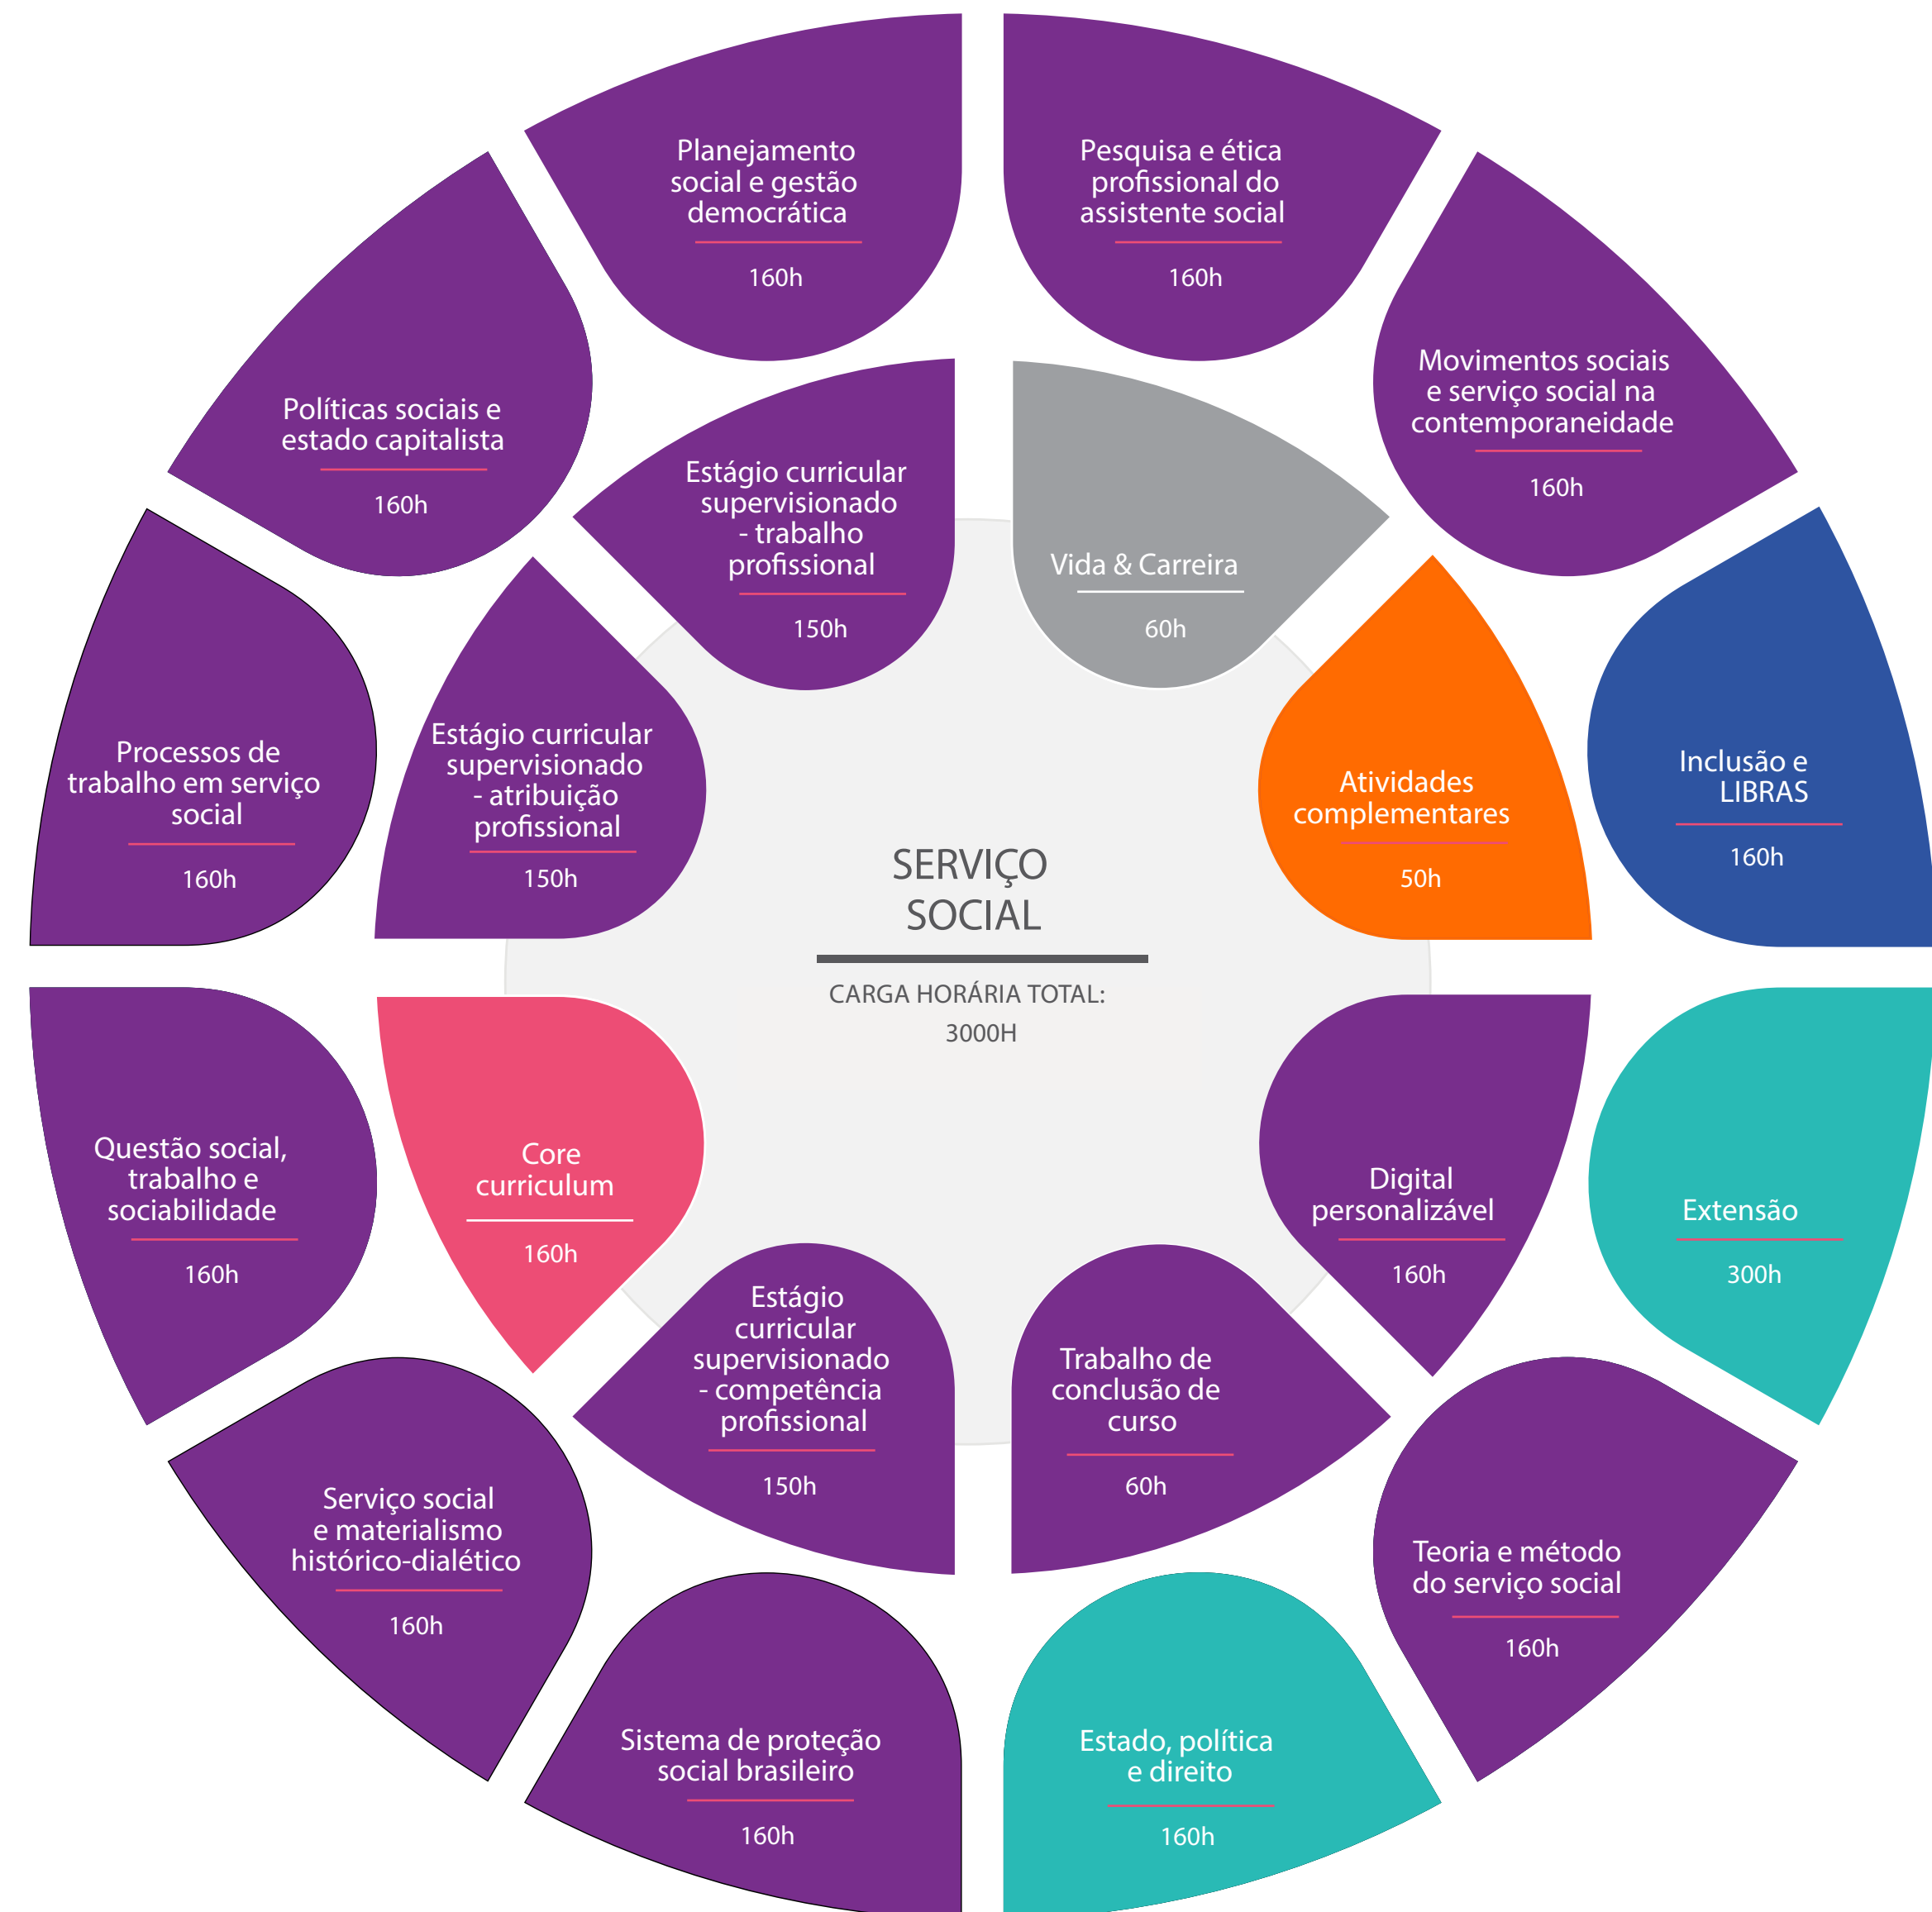 Planejamento
social e gestão
democrática
160h
Pesquisa e ética
profissional do
assistente social
160h
Movimentos sociais
e serviço social na
contemporaneidade
160h
Políticas sociais e
estado capitalista
160h
Estágio curricular
supervisionado
- trabalho
profissional
150h
Vida & Carreira
60h
Processos de
trabalho em serviço
social
160h
Estágio curricular
supervisionado
- atribuição
profissional
150h
Atividades
complementares
50h
Inclusão e
LIBRAS
160h
SERVIÇO
SOCIAL
CARGA HORÁRIA TOTAL:
3000H
Questão social,
trabalho e
sociabilidade
160h
Core
curriculum
160h
Digital
personalizável
160h
Extensão
300h
Estágio
curricular
supervisionado
- competência
profissional
150h
Trabalho de
conclusão de
curso
60h
Serviço social
e materialismo
histórico-dialético
160h
Teoria e método
do serviço social
160h
Sistema de proteção
social brasileiro
160h
Estado, política
e direito
160h